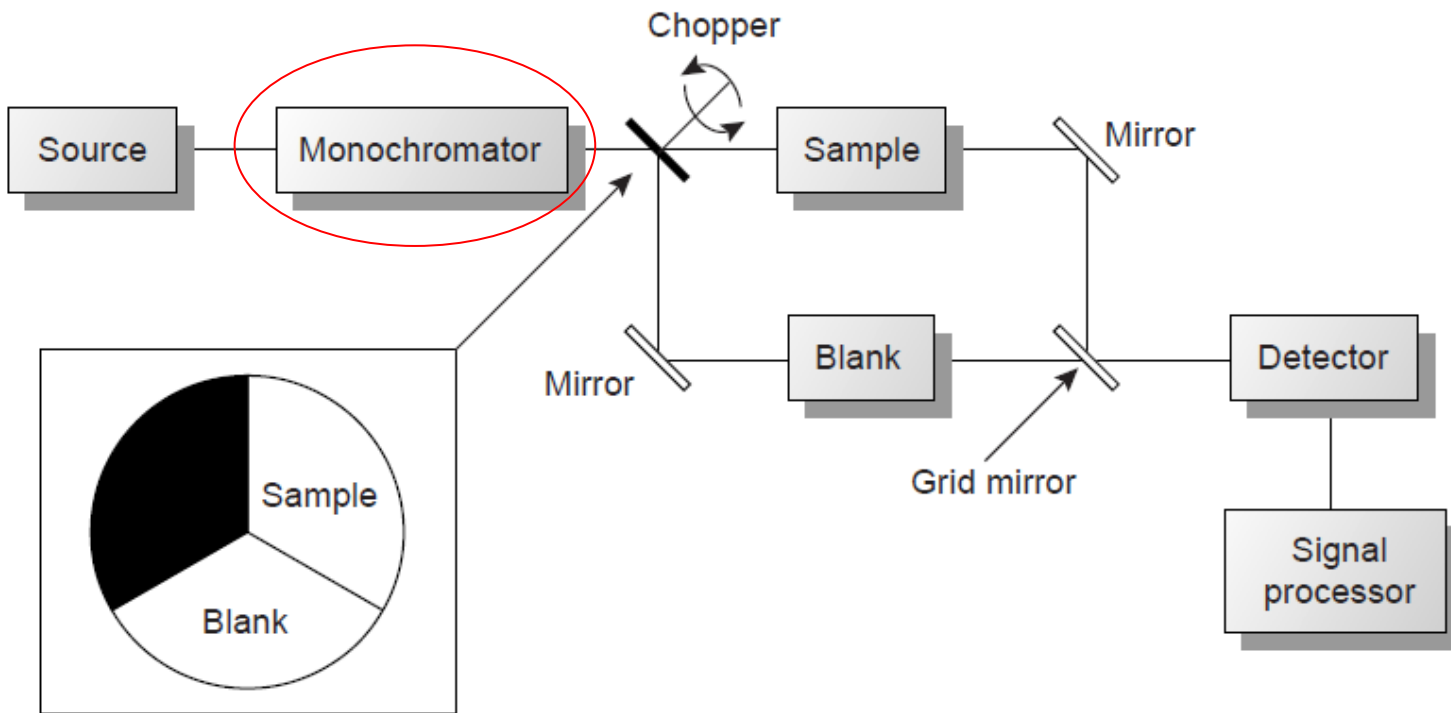 Chopper
Source
Monochromator
Sample
Mirror
Mirror
Blank
Detector
Grid mirror
Sample
Blank
Signal
processor